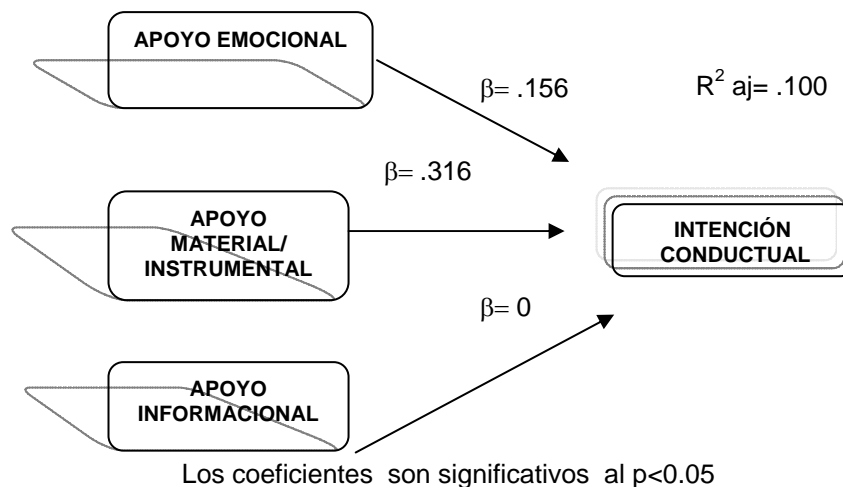 APOYO EMOCIONAL
β= .156
R² aj= .100
β= .316
APOYO
MATERIAL/
INSTRUMENTAL
INTENCIÓN
CONDUCTUAL
β= 0
APOYO
INFORMACIONAL
Los coeficientes son significativos al p<0.05